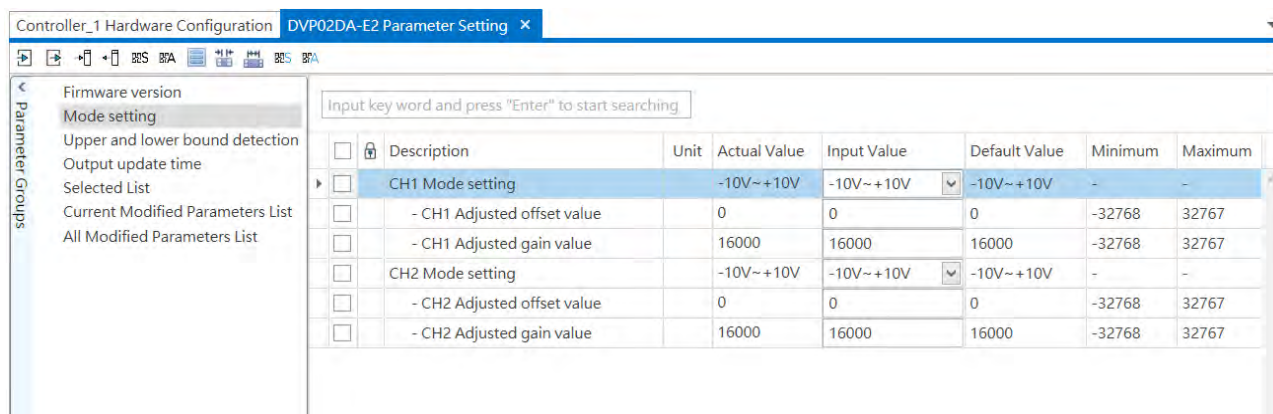 Controller_1 Hardware Configuration DVP02DA-E2 Parameter Setting ×
Parameter Groups
Firmware version
Mode setting
Upper and lower bound detection
Output update time
Selected List
Current Modified Parameters List
All Modified Parameters List
Input key word and press "Enter" to start searching
Description Unit Actual Value Input Value Default Value Minimum Maximum
CH1 Mode setting -10V~+10V -10V~+10V -10V~+10V - -
- CH1 Adjusted offset value 0 0 0 -32768 32767
- CH1 Adjusted gain value 16000 16000 16000 -32768 32767
CH2 Mode setting -10V~+10V -10V~+10V -10V~+10V - -
- CH2 Adjusted offset value 0 0 0 -32768 32767
- CH2 Adjusted gain value 16000 16000 16000 -32768 32767